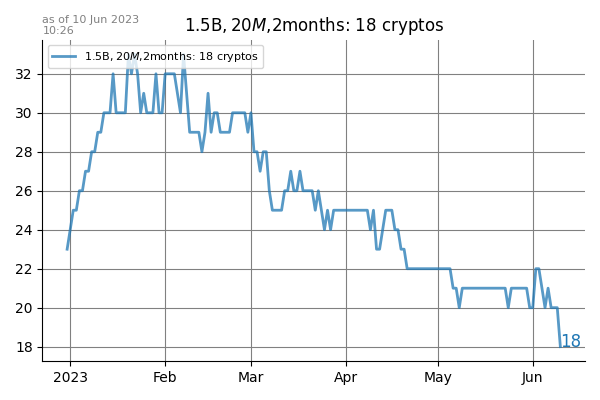 as of 10 Jun 2023
10:26
1.5B, 20M,2months: 18 cryptos
1.5B, 20M,2months: 18 cryptos
32
30
28
26
24
22
20
18
18
2023
Feb
Mar
Apr
May
Jun